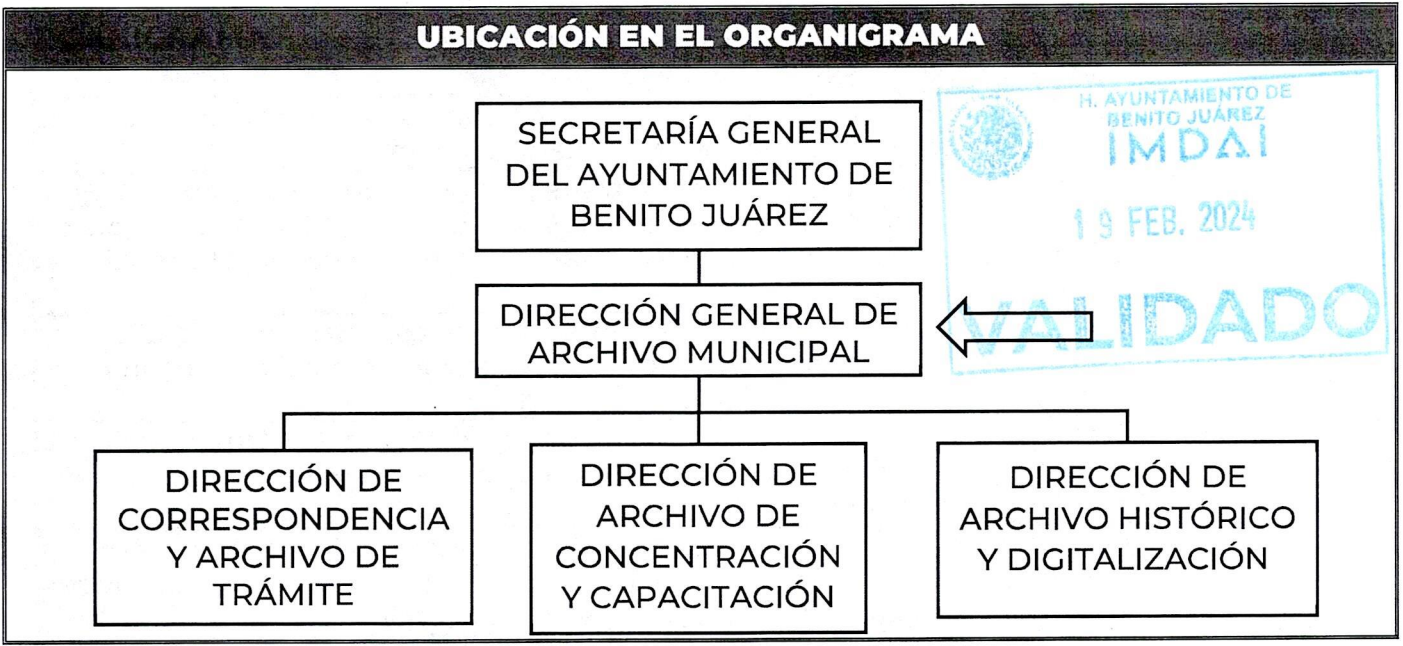 UBICACIÓN EN EL ORGANIGRAMA
H. AYUNTAMIENTO DE
BENITO JUÁREZ
IMDAI
19 FEB. 2024
VALIDADO
SECRETARÍA GENERAL
DEL AYUNTAMIENTO DE
BENITO JUÁREZ
DIRECCIÓN GENERAL DE
ARCHIVO MUNICIPAL
DIRECCIÓN DE
CORRESPONDENCIA
Y ARCHIVO DE
TRÁMITE
DIRECCIÓN DE
ARCHIVO DE
CONCENTRACIÓN
Y CAPACITACIÓN
DIRECCIÓN DE
ARCHIVO HISTÓRICO
Y DIGITALIZACIÓN